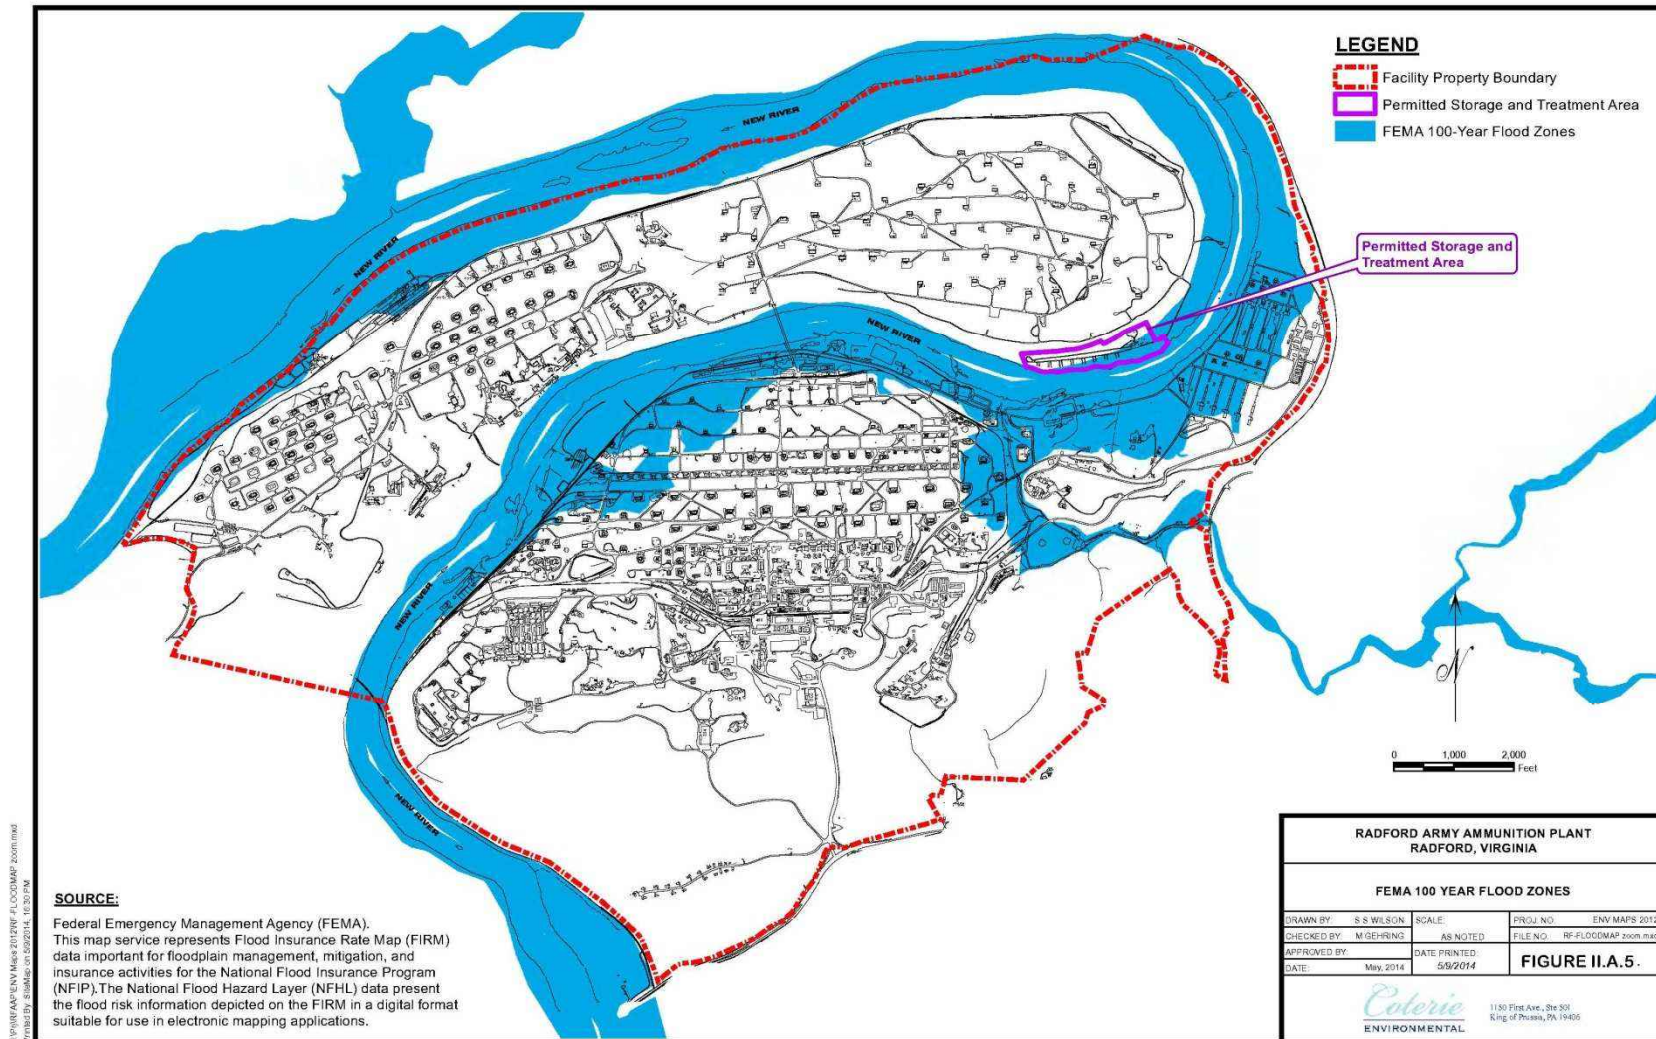 LEGEND
Facility Property Boundary
Permitted Storage and Treatment Area
FEMA 100-Year Flood Zones
NEW RIVER
NEW RIVER
Permitted Storage and
Treatment Area
NEW RIVER
NEW RIVER
NEW RIVER
N
0 1,000 2,000
Feet
SOURCE:
Federal Emergency Management Agency (FEMA).
This map service represents Flood Insurance Rate Map (FIRM)
data important for floodplain management, mitigation, and
insurance activities for the National Flood Insurance Program
(NFIP).The National Flood Hazard Layer (NFHL) data present
the flood risk information depicted on the FIRM in a digital format
suitable for use in electronic mapping applications.
RADFORD ARMY AMMUNITION PLANT
RADFORD, VIRGINIA
FEMA 100 YEAR FLOOD ZONES
DRAWN BY: S S WILSON SCALE: PROJ. NO. ENV MAPS 2012
CHECKED BY: M GEHRING AS NOTED FILE NO. RF-FLOODMAP zoom.mxd
APPROVED BY: DATE PRINTED:
DATE: May, 2014 5/9/2014 FIGURE II.A.5.
Coterie
ENVIRONMENTAL
1150 First Ave., Ste 501
King of Prussia, PA 19406